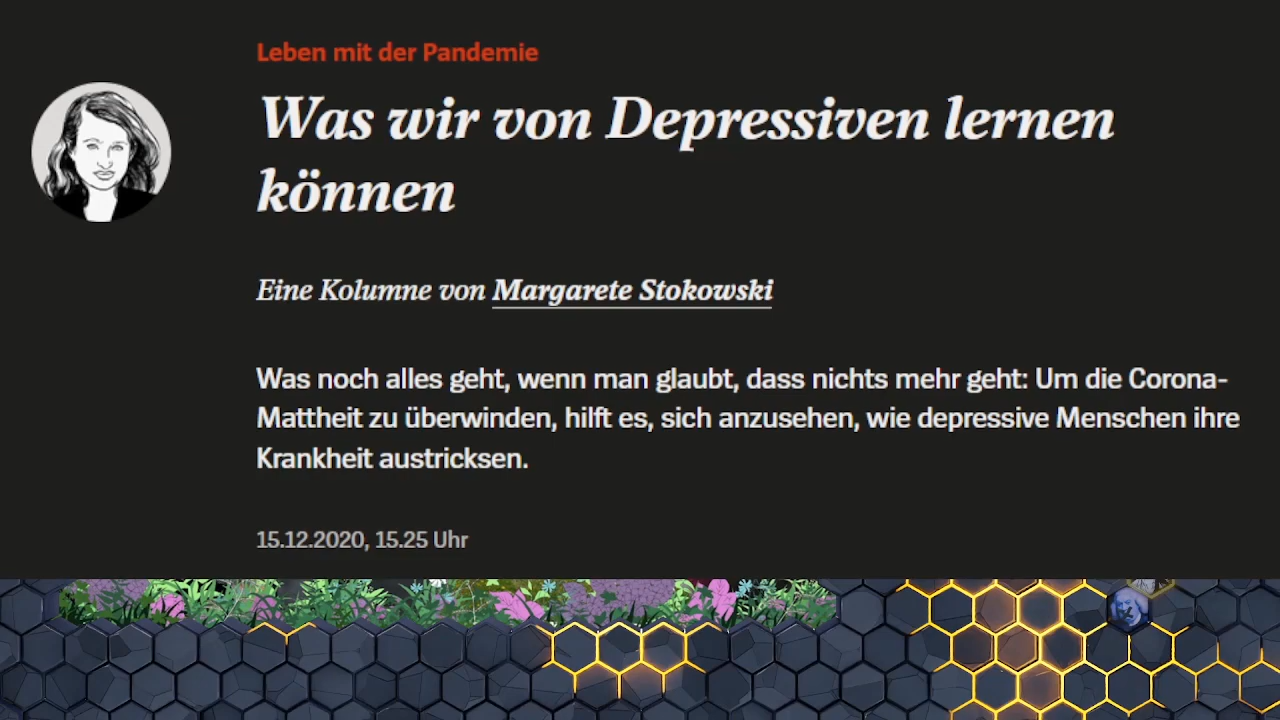 Leben mit der Pandemie
Was wir von Depressiven lernen
können
Eine Kolumne von Margarete Stokowski
Was noch alles geht, wenn man glaubt, dass nichts mehr geht: Um die Corona-
Mattheit zu überwinden, hilft es, sich anzusehen, wie depressive Menschen ihre
Krankheit austricksen.
15.12.2020, 15.25 Uhr